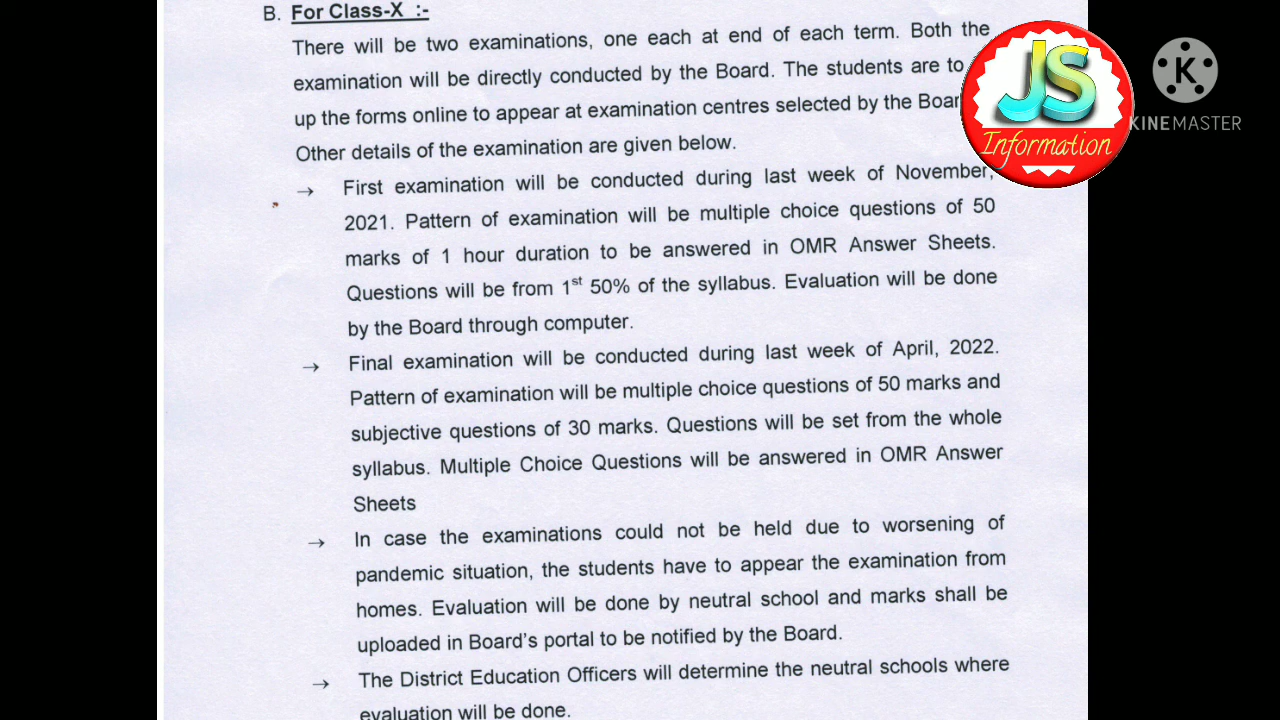 B. For Class-X :-
There will be two examinations, one each at end of each term. Both the
examination will be directly conducted by the Board. The students are to
up the forms online to appear at examination centres selected by the Boar
Other details of the examination are given below.
→ First examination will be conducted during last week of November,
2021. Pattern of examination will be multiple choice questions of 50
marks of 1 hour duration to be answered in OMR Answer Sheets.
Questions will be from 1st 50% of the syllabus. Evaluation will be done
by the Board through computer.
→ Final examination will be conducted during last week of April, 2022.
Pattern of examination will be multiple choice questions of 50 marks and
subjective questions of 30 marks. Questions will be set from the whole
syllabus. Multiple Choice Questions will be answered in OMR Answer
Sheets
→ In case the examinations could not be held due to worsening of
pandemic situation, the students have to appear the examination from
homes. Evaluation will be done by neutral school and marks shall be
uploaded in Board's portal to be notified by the Board.
→ The District Education Officers will determine the neutral schools where
evaluation will be done.
JS
Information
K
KINEMASTER